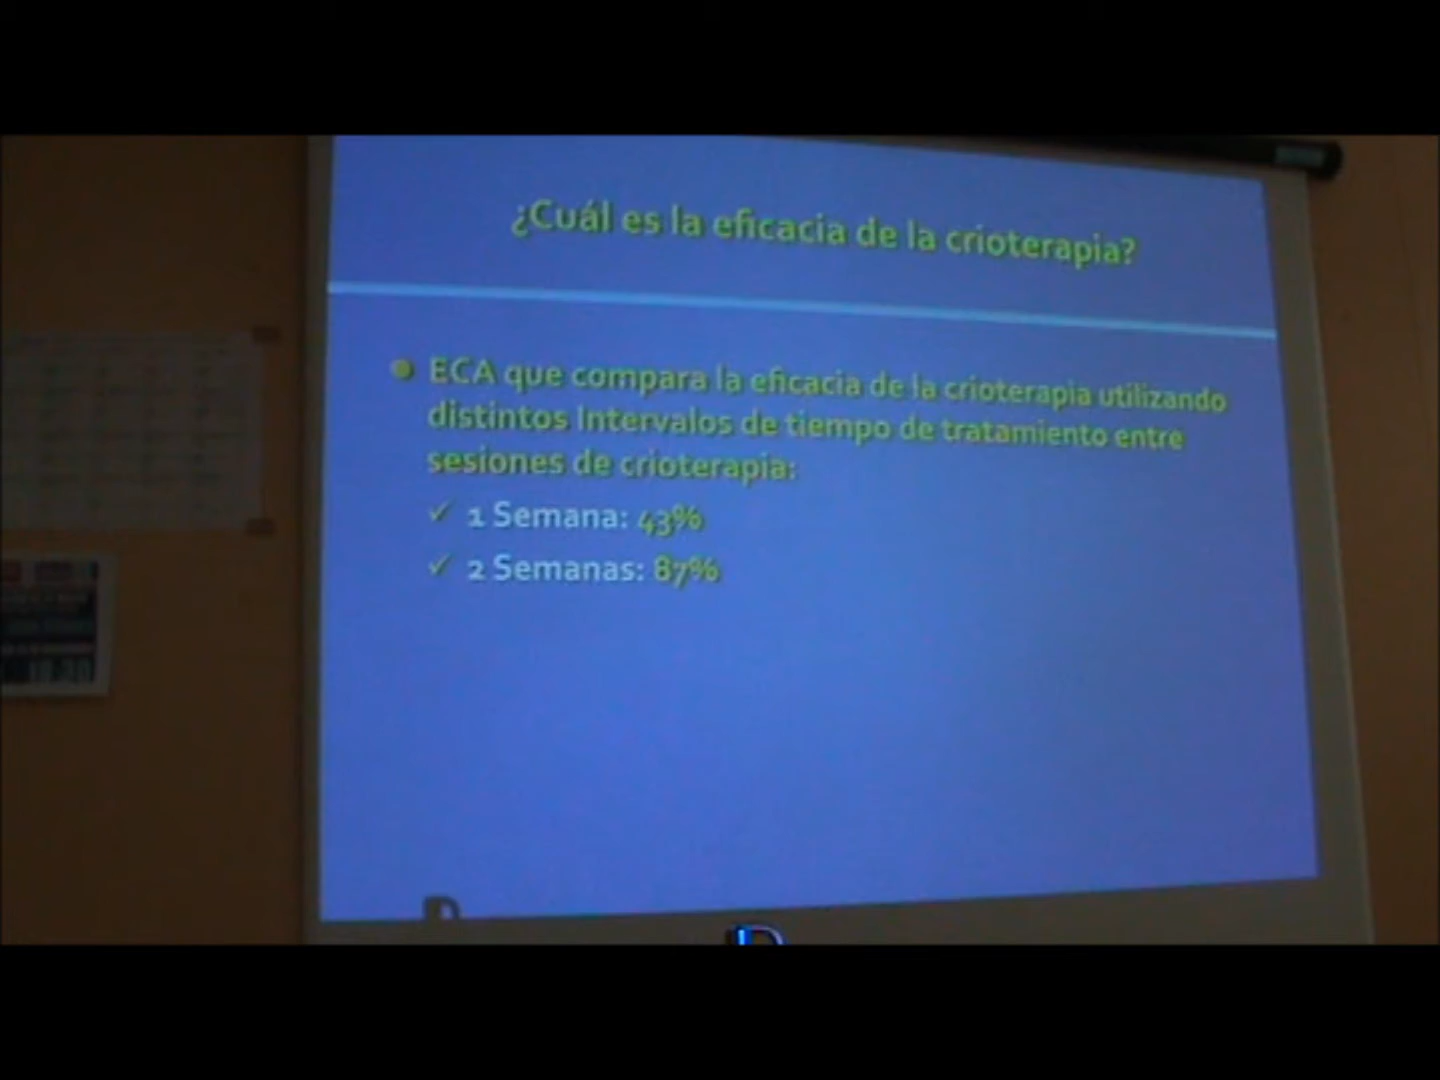 ¿Cuál es la eficacia de la crioterapia?
ECA que compara la eficacia de la crioterapia utilizando
distintos Intervalos de tiempo de tratamiento entre
sesiones de crioterapia:
✓ 1 Semana: 43%
✓ 2 Semanas: 87%